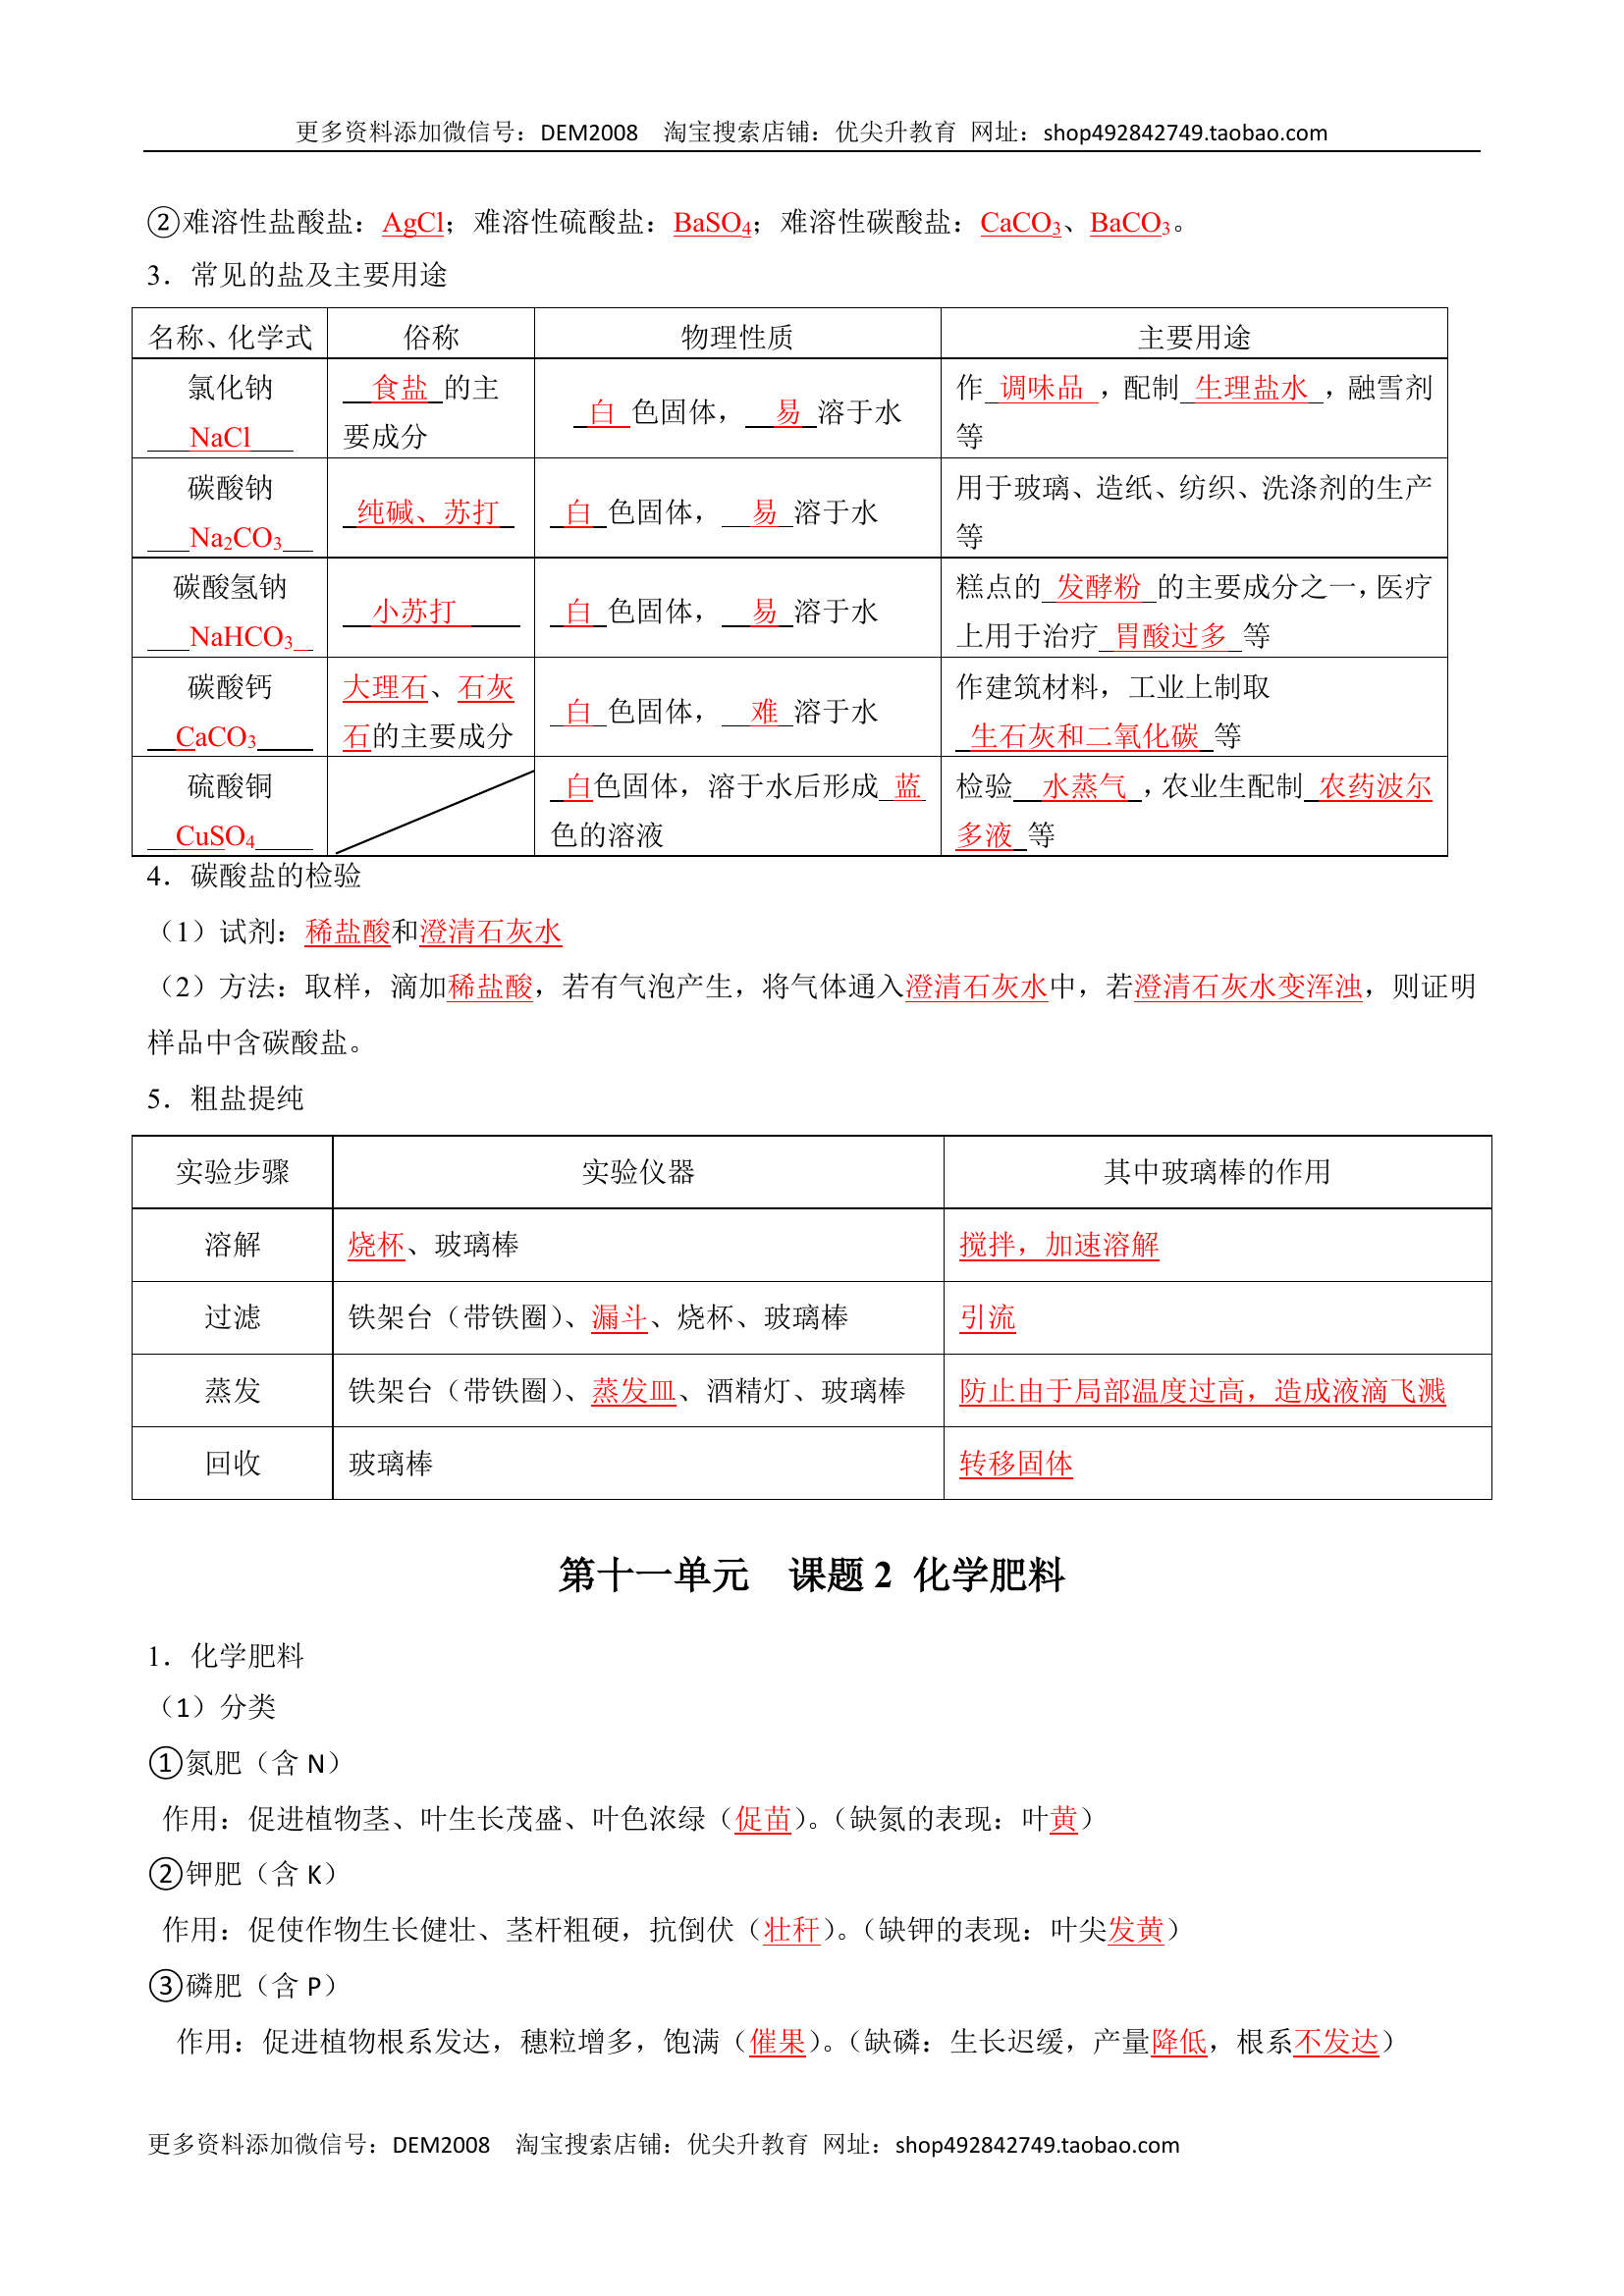 更多资料添加微信号：DEM2008 淘宝搜索店铺：优尖升教育 网址：shop492842749.taobao.com
②难溶性盐酸盐：AgCl；难溶性硫酸盐：BaSO₄；难溶性碳酸盐：CaCO₃、BaCO₃。
3．常见的盐及主要用途
名称、化学式 俗称 物理性质 主要用途
氯化钠
NaCl
食盐 的主
要成分
白 色固体， 易 溶于水
作 调味品 ，配制 生理盐水 ，融雪剂
等
碳酸钠
Na₂CO₃
纯碱、苏打
白 色固体， 易 溶于水
用于玻璃、造纸、纺织、洗涤剂的生产
等
碳酸氢钠
NaHCO₃
小苏打
白 色固体， 易 溶于水
糕点的 发酵粉 的主要成分之一，医疗
上用于治疗 胃酸过多 等
碳酸钙
CaCO₃
大理石、石灰
石的主要成分
白 色固体， 难 溶于水
作建筑材料，工业上制取
生石灰和二氧化碳 等
硫酸铜
CuSO₄
白色固体，溶于水后形成 蓝
色的溶液
检验 水蒸气 ，农业生配制 农药波尔
多液 等
4．碳酸盐的检验
（1）试剂：稀盐酸和澄清石灰水
（2）方法：取样，滴加稀盐酸，若有气泡产生，将气体通入澄清石灰水中，若澄清石灰水变浑浊，则证明
样品中含碳酸盐。
5．粗盐提纯
实验步骤 实验仪器 其中玻璃棒的作用
溶解 烧杯、玻璃棒 搅拌，加速溶解
过滤 铁架台（带铁圈）、漏斗、烧杯、玻璃棒 引流
蒸发 铁架台（带铁圈）、蒸发皿、酒精灯、玻璃棒 防止由于局部温度过高，造成液滴飞溅
回收 玻璃棒 转移固体
第十一单元 课题 2 化学肥料
1．化学肥料
（1）分类
①氮肥（含 N）
作用：促进植物茎、叶生长茂盛、叶色浓绿（促苗）。（缺氮的表现：叶黄）
②钾肥（含 K）
作用：促使作物生长健壮、茎杆粗硬，抗倒伏（壮秆）。（缺钾的表现：叶尖发黄）
③磷肥（含 P）
作用：促进植物根系发达，穗粒增多，饱满（催果）。（缺磷：生长迟缓，产量降低，根系不发达）
更多资料添加微信号：DEM2008 淘宝搜索店铺：优尖升教育 网址：shop492842749.taobao.com